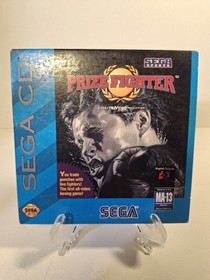 SEGA CD
SEGA
PRIZE FIGHTER
You trade
punches with
live fighters!
The first all-video
boxing game!
MA-13
SEGA
SEGA